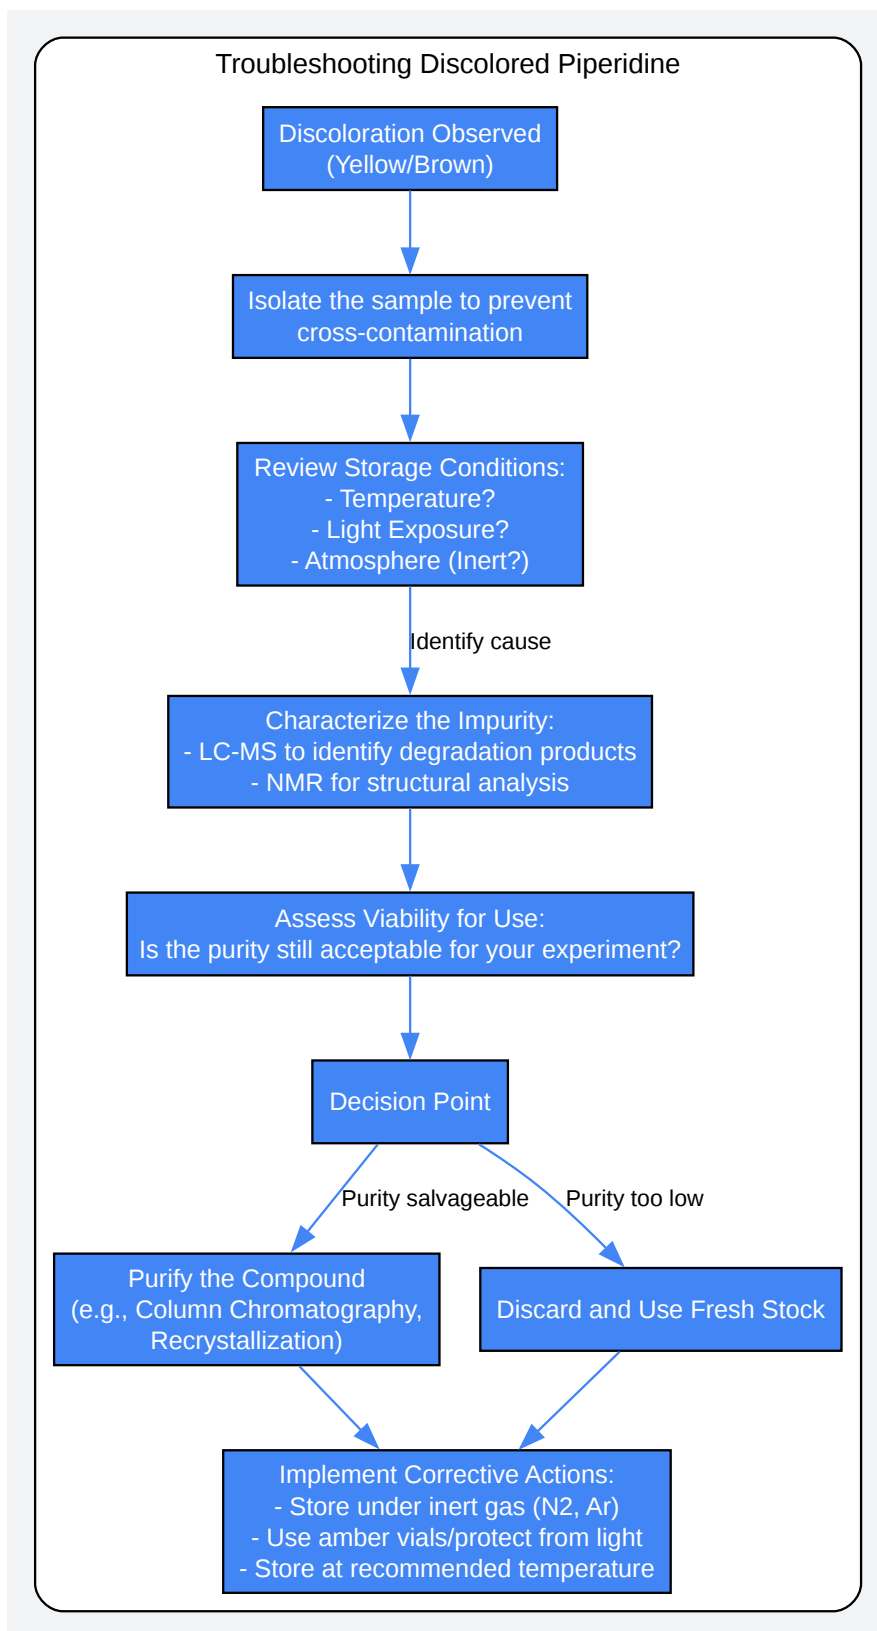 Troubleshooting Discolored Piperidine
Discoloration Observed
(Yellow/Brown)
Isolate the sample to prevent
cross-contamination
Review Storage Conditions:
- Temperature?
- Light Exposure?
- Atmosphere (Inert?)
Identify cause
Characterize the Impurity:
- LC-MS to identify degradation products
- NMR for structural analysis
Assess Viability for Use:
Is the purity still acceptable for your experiment?
Decision Point
Purity salvageable
Purity too low
Purify the Compound
(e.g., Column Chromatography,
Recrystallization)
Discard and Use Fresh Stock
Implement Corrective Actions:
- Store under inert gas (N2, Ar)
- Use amber vials/protect from light
- Store at recommended temperature